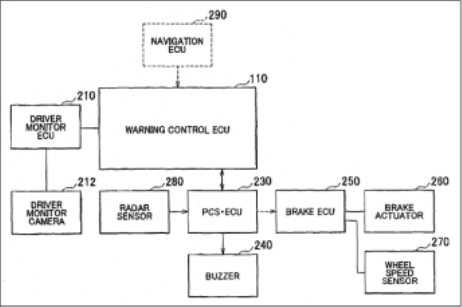 290
NAVIGATION
ECU
110
210
DRIVER
MONITOR
ECU
WARNING CONTROL ECU
212
DRIVER
MONITOR
CAMERA
280
RADAR
SENSOR
230
PCS·ECU
250
BRAKE ECU
260
BRAKE
ACTUATOR
240
BUZZER
270
WHEEL
SPEED
SENSOR